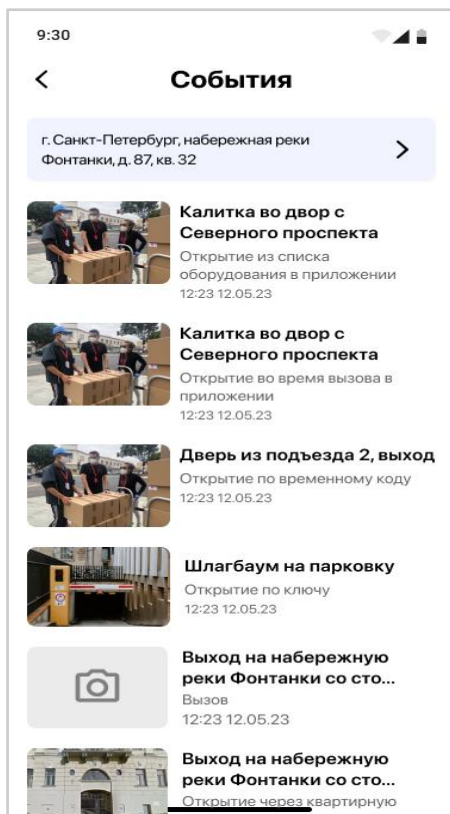 9:30
События
г. Санкт-Петербург, набережная реки
Фонтанки, д. 87, кв. 32
Калитка во двор с
Северного проспекта
Открытие из списка
оборудования в приложении
12:23 12.05.23
Калитка во двор с
Северного проспекта
Открытие во время вызова в
приложении
12:23 12.05.23
Дверь из подъезда 2, выход
Открытие по временному коду
12:23 12.05.23
Шлагбаум на парковку
Открытие по ключу
12:23 12.05.23
Выход на набережную
реки Фонтанки со сто...
Вызов
12:23 12.05.23
Выход на набережную
реки Фонтанки со сто...
Открытие через квартирную